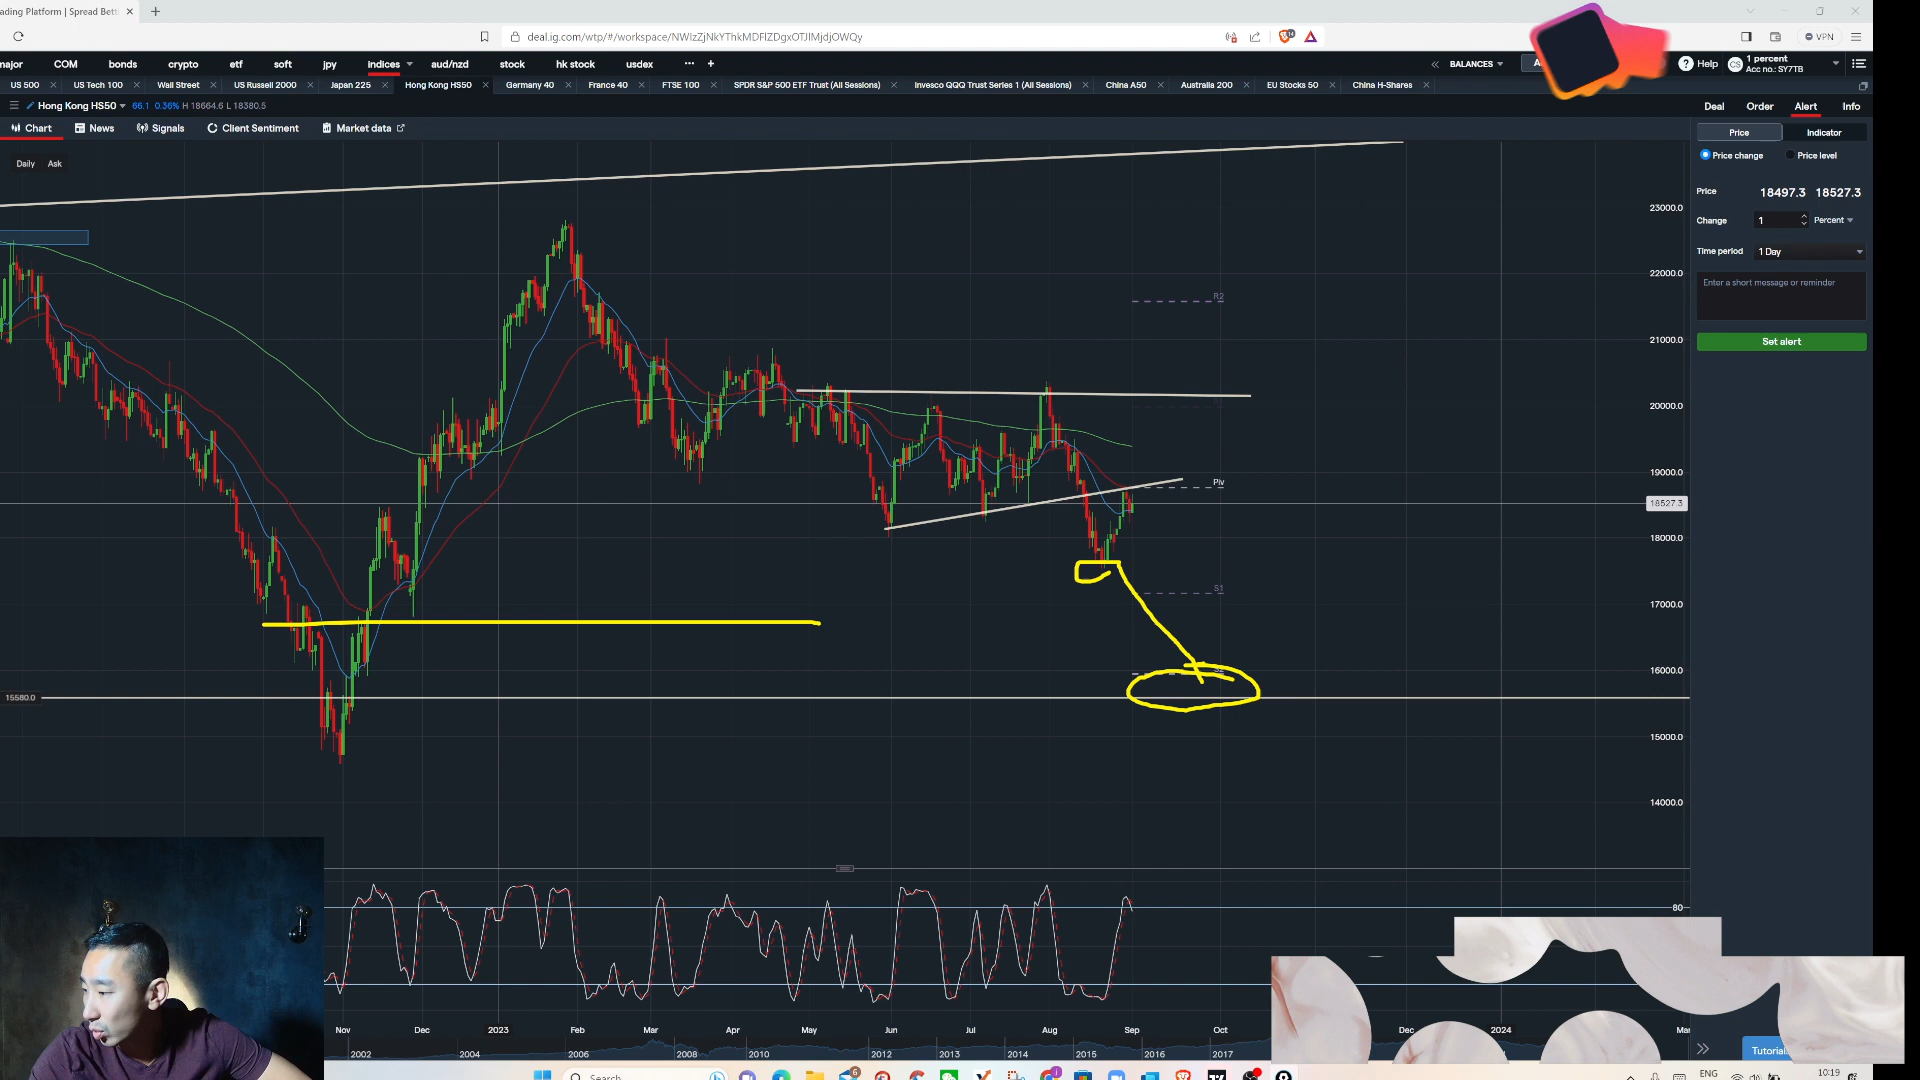 ading Platform | Spread Bett
deal.ig.com/wtp/#/workspace/NWIzZjNkYThkMDFlZDgxOTJlMjdjOWQy
VPN
major COM bonds crypto etf soft jpy indices aud/nzd stock hk stock usdex
BALANCES
Help
CS
1 percent
Acc no.: SY7TB
US 500 US Tech 100 Wall Street US Russell 2000 Japan 225 Hong Kong HS50 Germany 40 France 40 FTSE 100 SPDR S&P 500 ETF Trust (All Sessions) Invesco QQQ Trust Series 1 (All Sessions) China A50 Australia 200 EU Stocks 50 China H-Shares
Hong Kong HS50 66.1 0.36% H 18664.6 L 18380.5
Deal Order Alert Info
Chart News Signals Client Sentiment Market data
Price Indicator
Price change Price level
Daily Ask
Price 18497.3 18527.3
Change 1 Percent
Time period 1 Day
Enter a short message or reminder
Set alert
23000.0
22000.0
R2
21000.0
20000.0
19000.0
Piv
18527.3
18000.0
S1
17000.0
16000.0
15580.0
15000.0
14000.0
80
Nov Dec 2023 Feb Mar Apr May Jun Jul Aug Sep Oct Dec 2024 Mar
2002 2004 2006 2008 2010 2012 2013 2014 2015 2016 2017
Tutorial
Search
ENG
10:19